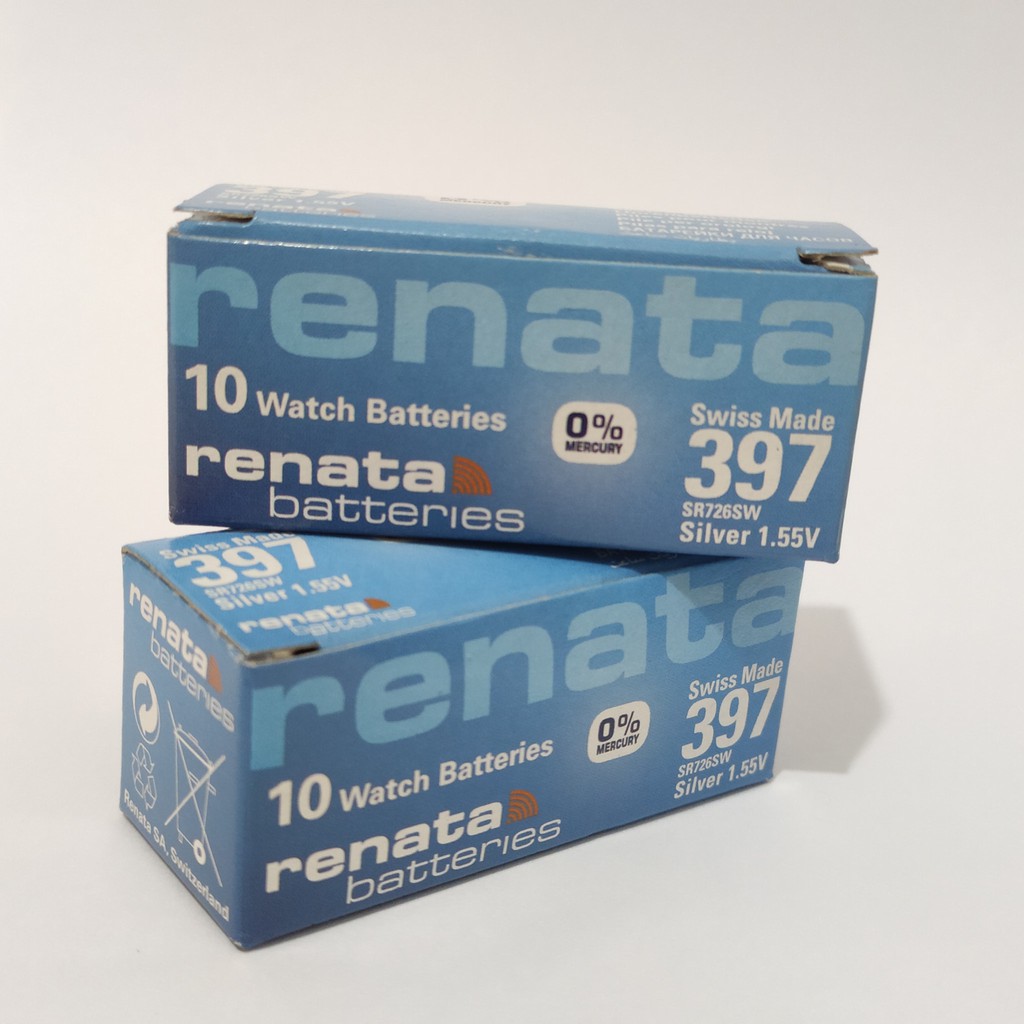 397
renata
10 Watch Batteries
renata
batteries
0%
MERCURY
Swiss Made
397
SR726SW
Silver 1.55V
Swiss Made
397
SR726SW
Silver 1.55V
renata
batteries
renata
batteries
Renata SA, Switzerland
renata
10 Watch Batteries
renata
batteries
0%
MERCURY
Swiss Made
397
SR726SW
Silver 1.55V